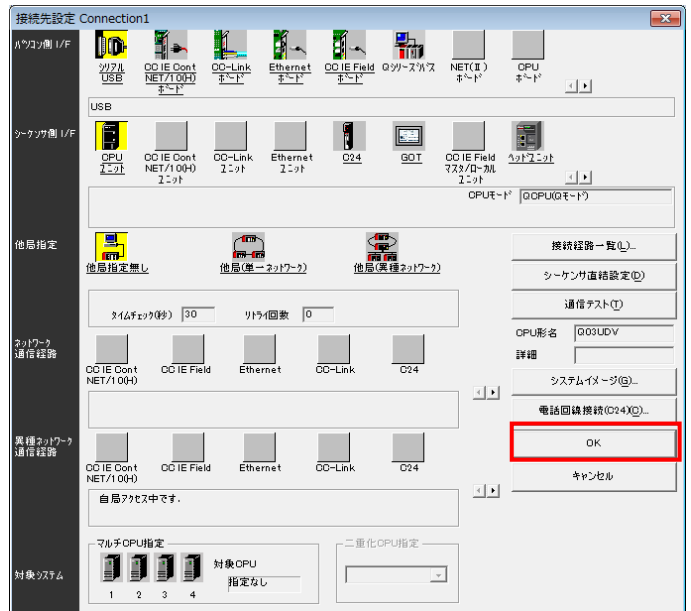 接続先設定 Connection1
パソコン側 I/F
シリアル
USB
CC IE Cont
NET/10(H)
ボード
CC-Link
ボード
Ethernet
ボード
CC IE Field
ボード
Qシリーズバス
NET(Ⅱ)
ボード
CPU
ボード
USB
シーケンサ側 I/F
CPU
ユニット
CC IE Cont
NET/10(H)
ユニット
CC-Link
ユニット
Ethernet
ユニット
C24
GOT
CC IE Field
マスタ/ローカル
ユニット
ヘッドユニット
CPUモード QCPU(Qモード)
他局指定
他局指定無し
他局(単一ネットワーク)
他局(異種ネットワーク)
接続経路一覧(L)...
シーケンサ直結設定(D)
タイムチェック(秒) 30 リトライ回数 0
通信テスト(T)
CPU形名 Q03UDV
詳細
ネットワーク
通信経路
CC IE Cont
NET/10(H)
CC IE Field
Ethernet
CC-Link
C24
システムイメージ(G)...
電話回線接続(C24)(C)...
OK
キャンセル
異種ネットワーク
通信経路
CC IE Cont
NET/10(H)
CC IE Field
Ethernet
CC-Link
C24
自局アクセス中です.
対象システム
マルチCPU指定
1 2 3 4
対象CPU
指定なし
二重化CPU指定